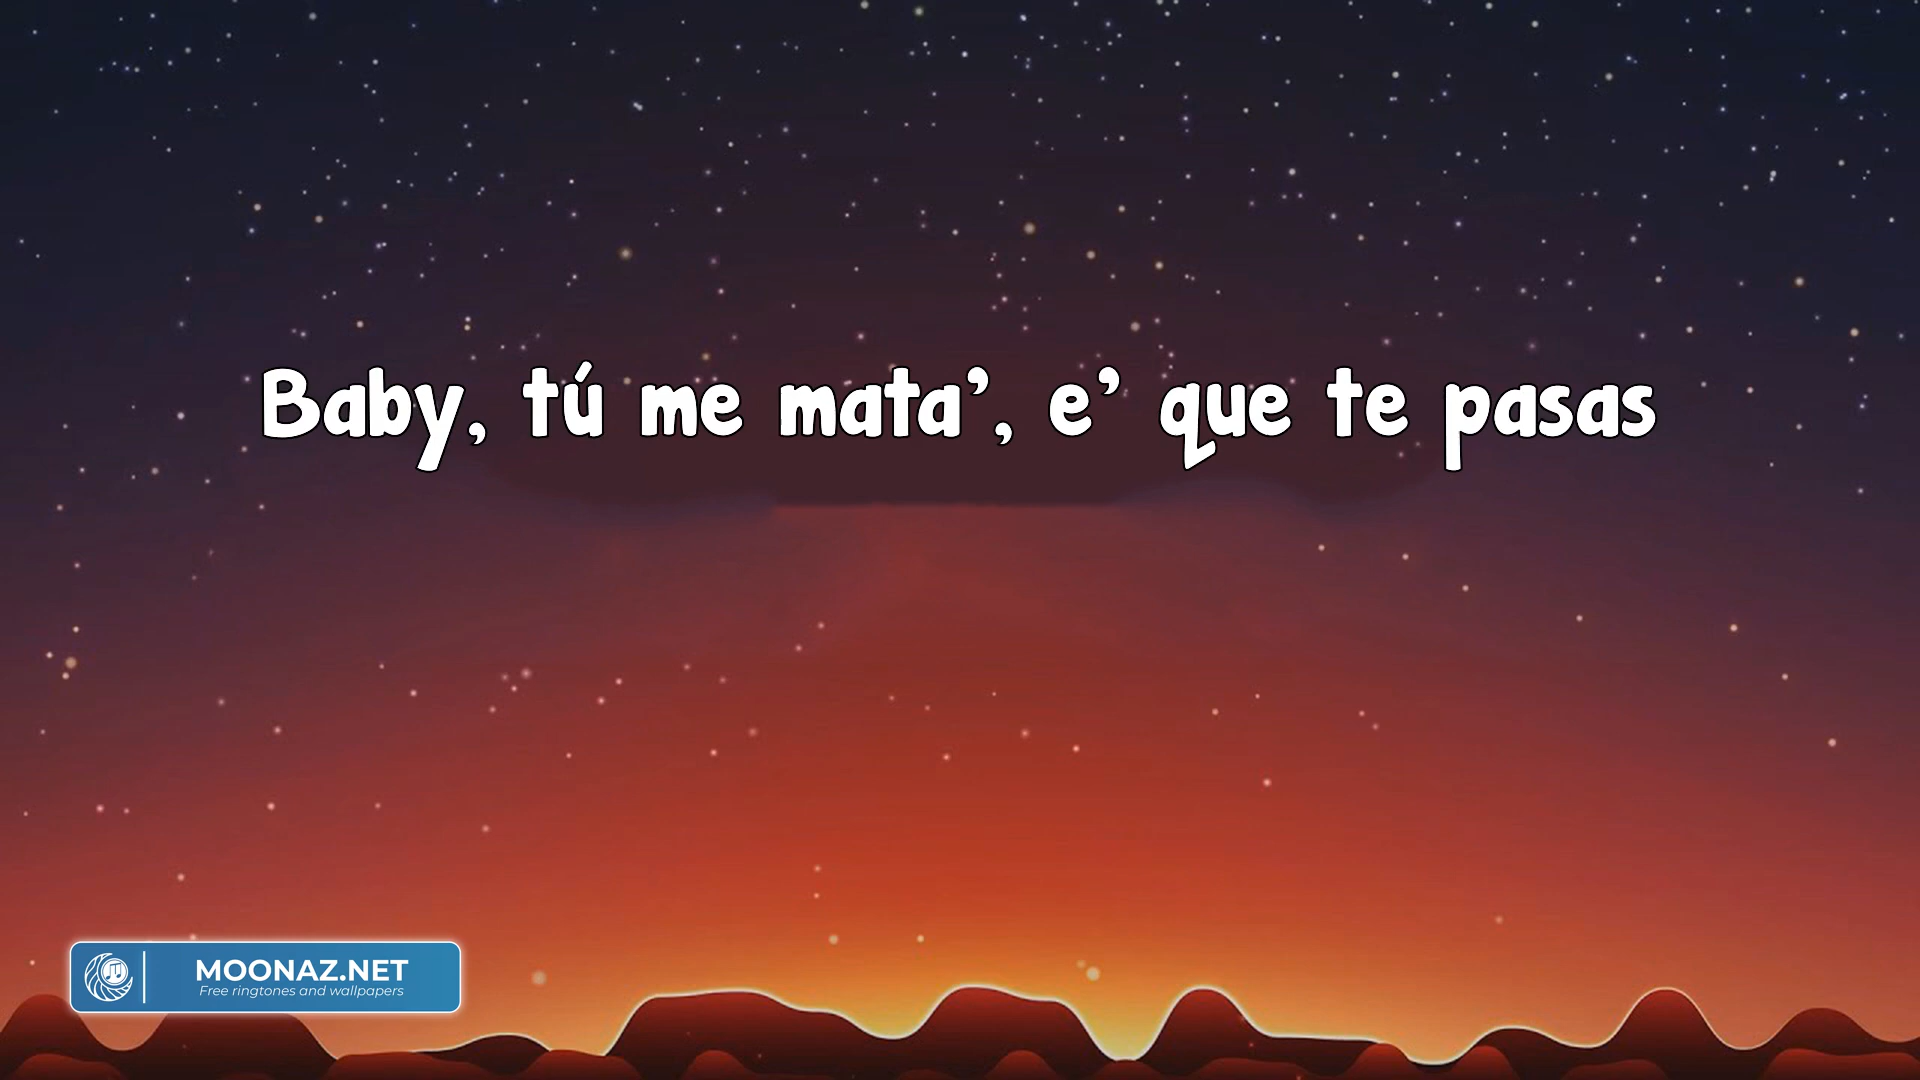 Baby, tú me mata’, e’ que te pasas
MOONAZ.NET
Free ringtones and wallpapers